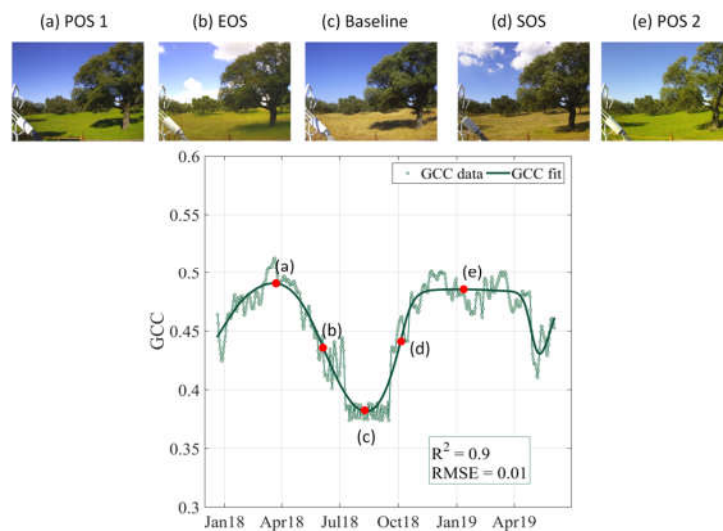 (a) POS 1 (b) EOS (c) Baseline (d) SOS (e) POS 2
0.6
GCC data GCC fit
0.55
0.5
(a)
(e)
0.45
(b)
(d)
GCC
0.4
(c)
0.35
R² = 0.9
RMSE = 0.01
0.3
Jan18 Apr18 Jul18 Oct18 Jan19 Apr19